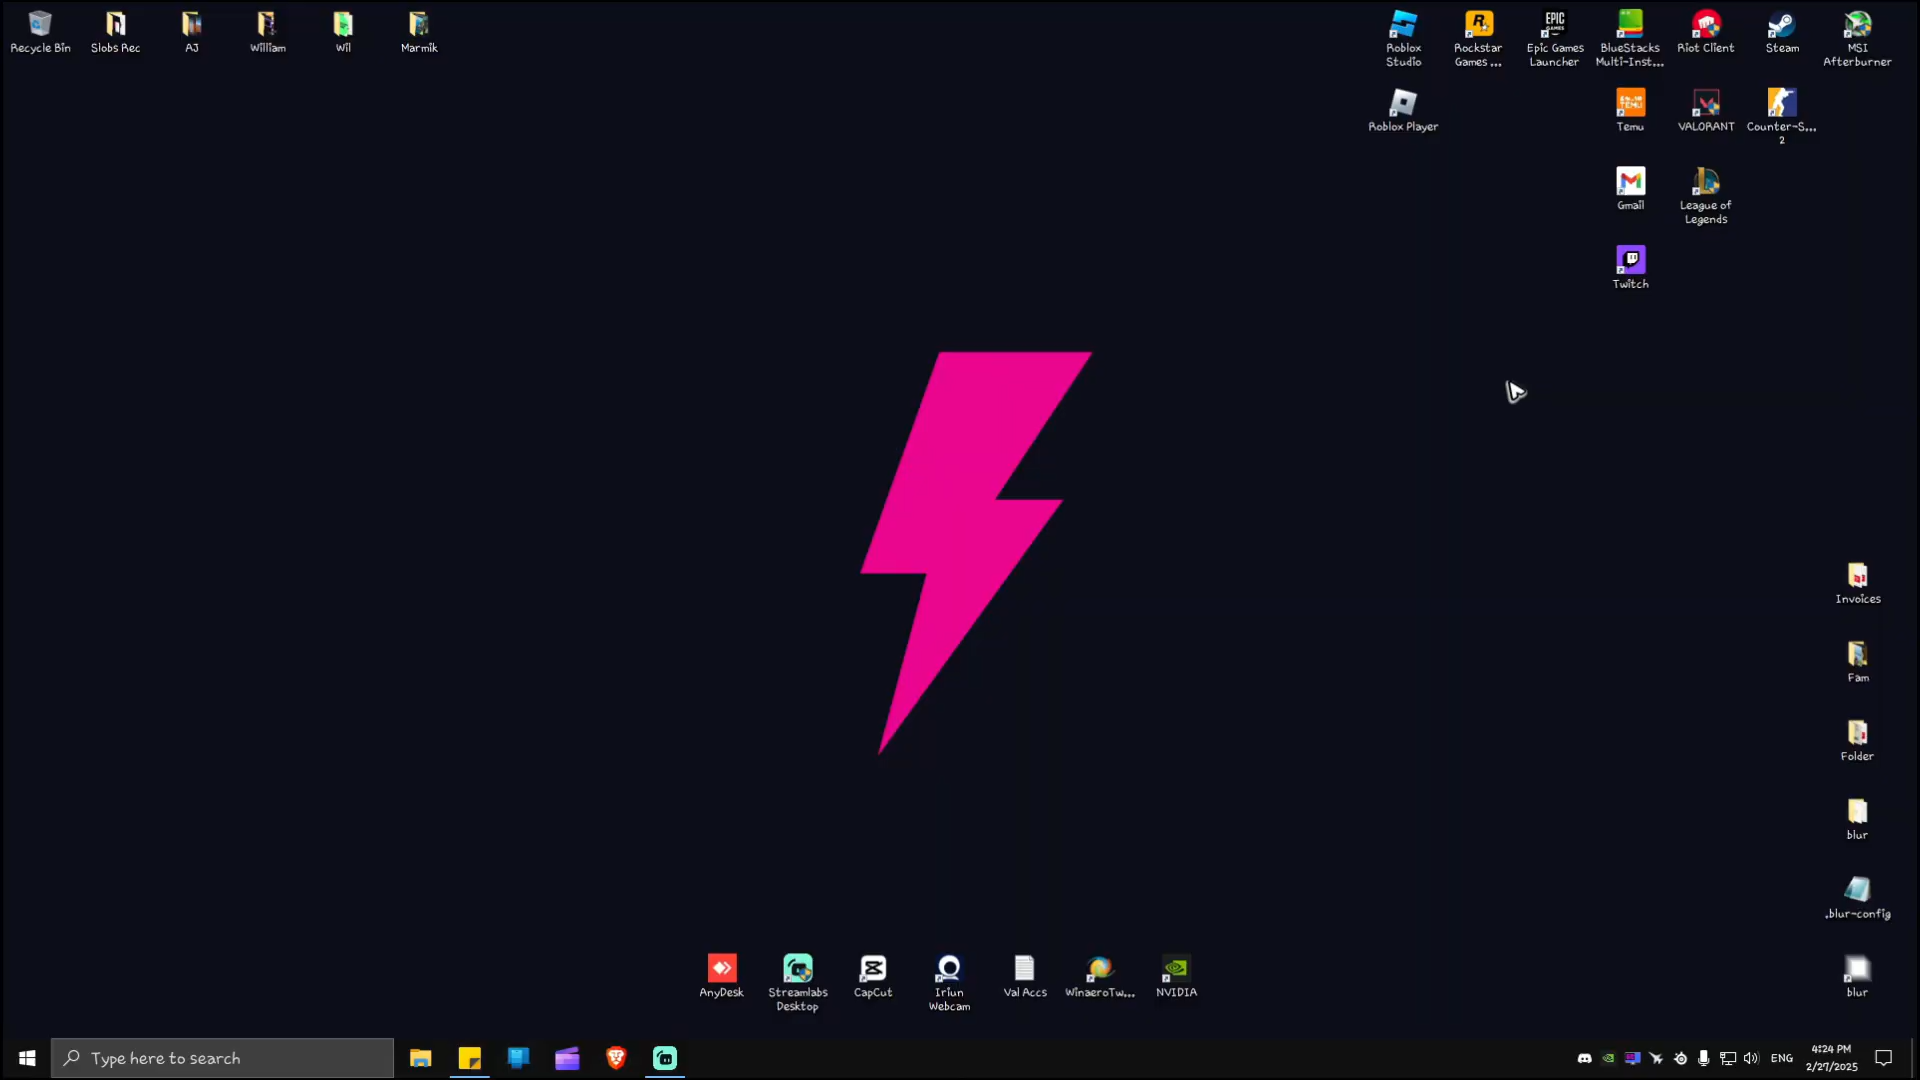 Recycle Bin
Slobs Rec
AJ
William
Wil
Marmik
Roblox
Studio
Rockstar
Games ...
EPIC
GAMES
Epic Games
Launcher
BlueStacks
Multi-Inst...
Riot Client
Steam
MSI
Afterburner
Roblox Player
TEMU
Temu
VALORANT
Counter-S...
2
Gmail
League of
Legends
Twitch
Invoices
Fam
Folder
blur
.blur-config
blur
AnyDesk
Streamlabs
Desktop
CapCut
Iriun
Webcam
Val Accs
WinaeroTw...
NVIDIA
Type here to search
ENG
4:24 PM
2/27/2025